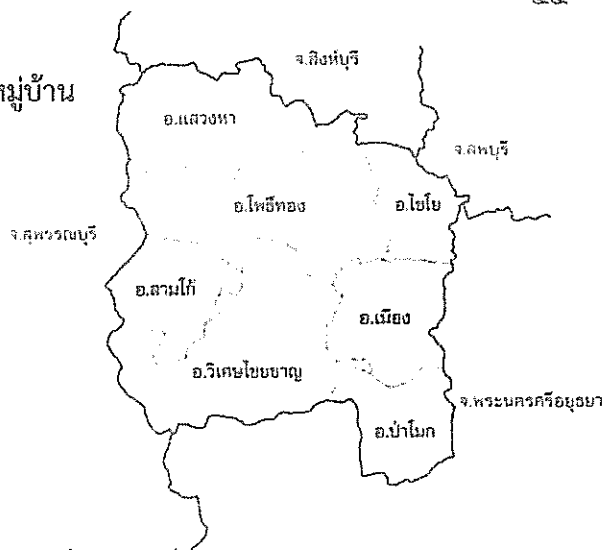 ๔๔
จ.สิงห์บุรี
หมู่บ้าน
อ.แสวงหา
จ.ลพบุรี
อ.โพธิ์ทอง
อ.ไชโย
จ.สุพรรณบุรี
อ.สามโก้
อ.เมือง
อ.วิเศษไชยชาญ
จ.พระนครศรีอยุธยา
อ.ป่าโมก